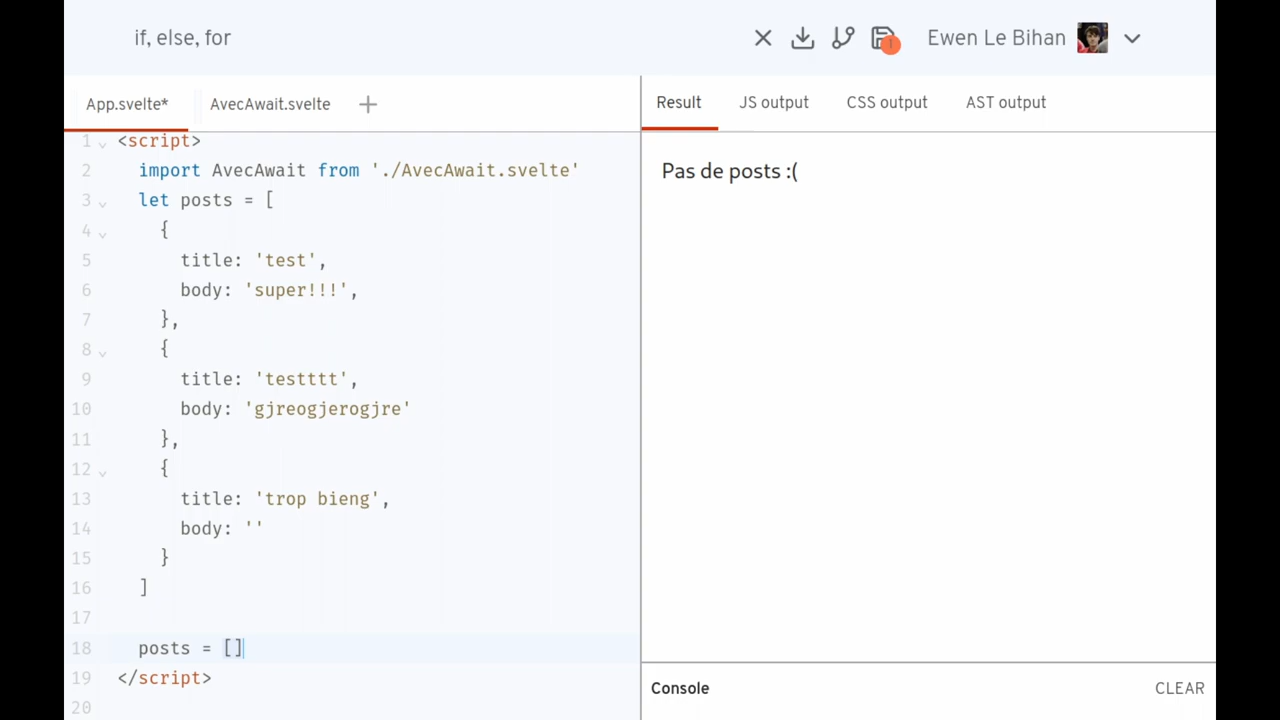 if, else, for
1
Ewen Le Bihan
App.svelte*
AvecAwait.svelte
Result
JS output
CSS output
AST output
1 <script>
2 import AvecAwait from './AvecAwait.svelte'
3 let posts = [
4 {
5 title: 'test',
6 body: 'super!!!',
7 },
8 {
9 title: 'testttt',
10 body: 'gjreogjerogjre'
11 },
12 {
13 title: 'trop bieng',
14 body: ''
15 }
16 ]
17
18 posts = []
19 </script>
20
Pas de posts :(
Console
CLEAR